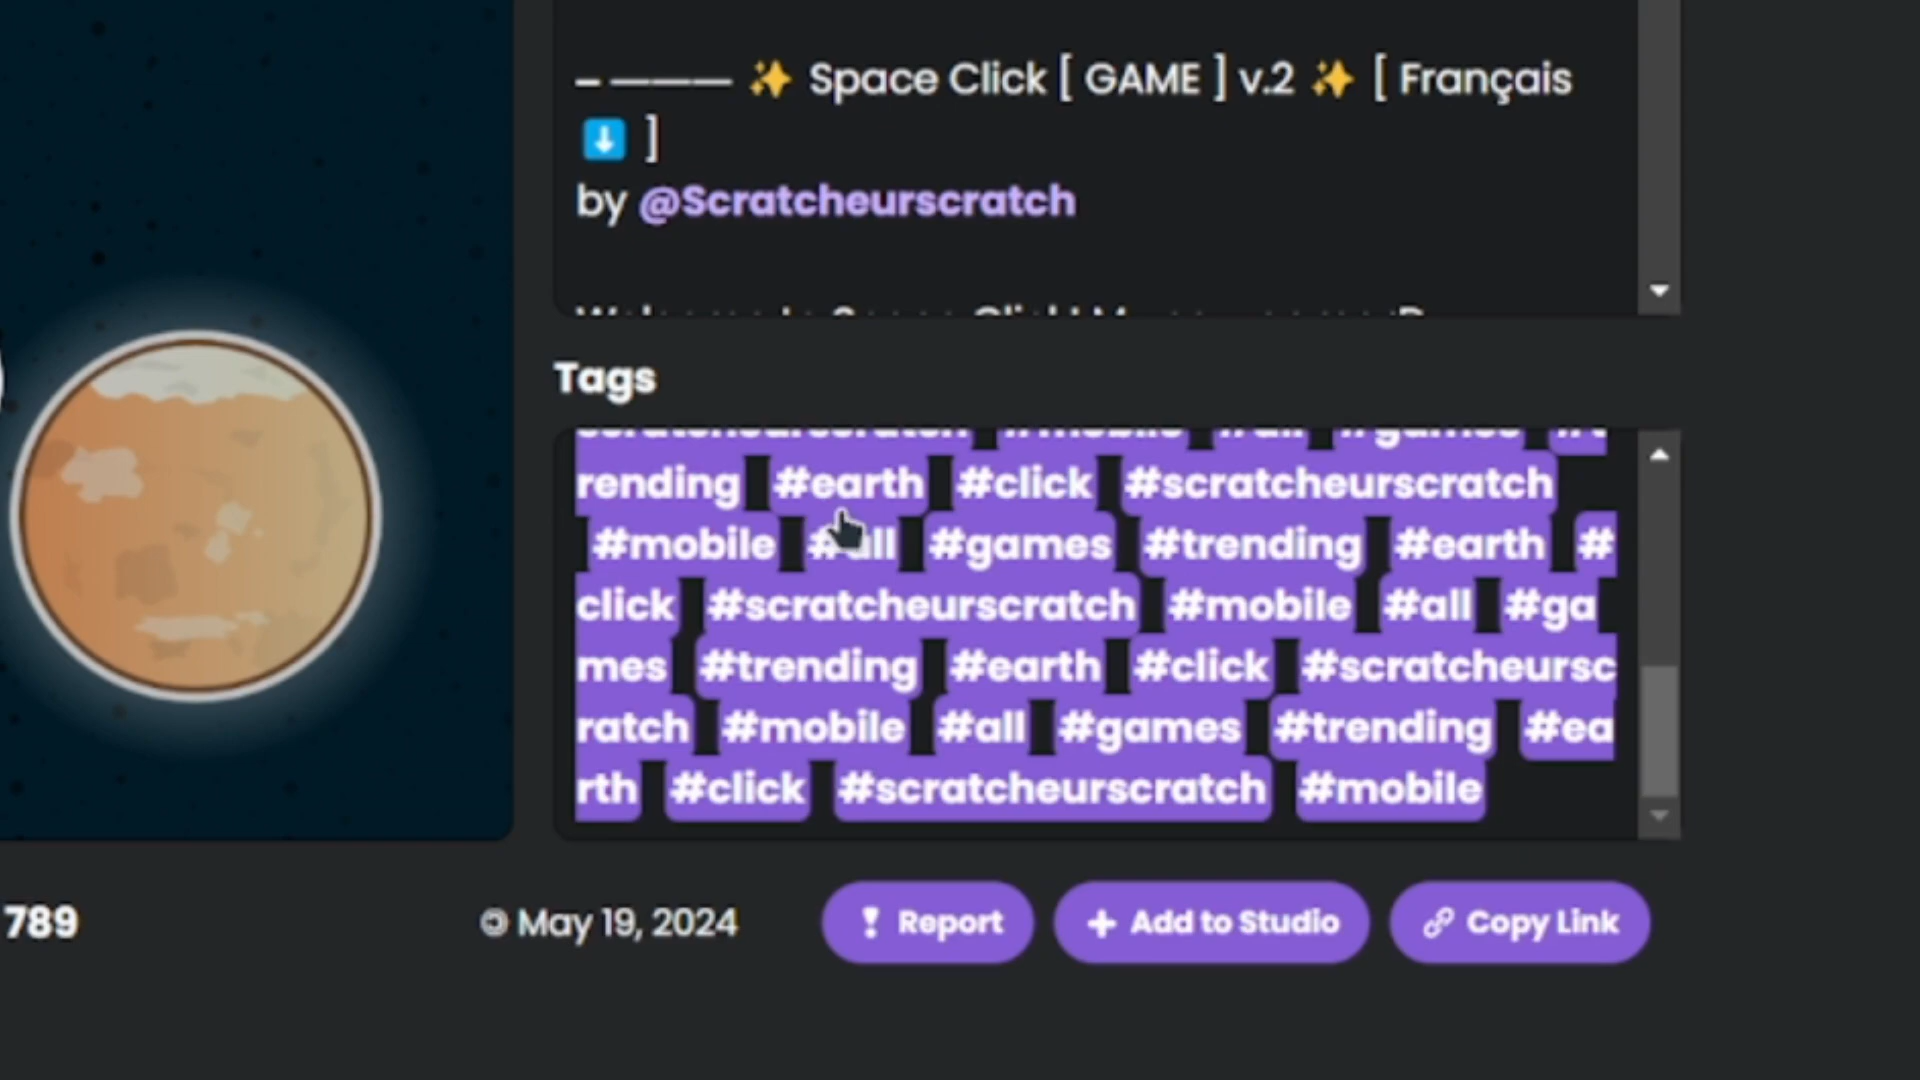 – ——— ✨ Space Click [ GAME ] v.2 ✨ [ Français
⬇️ ]
by @Scratcheurscratch
Tags
rending #earth #click #scratcheurscratch
#mobile #all #games #trending #earth #
click #scratcheurscratch #mobile #all #ga
mes #trending #earth #click #scratcheursc
ratch #mobile #all #games #trending #ea
rth #click #scratcheurscratch #mobile
789
May 19, 2024
Report
Add to Studio
Copy Link